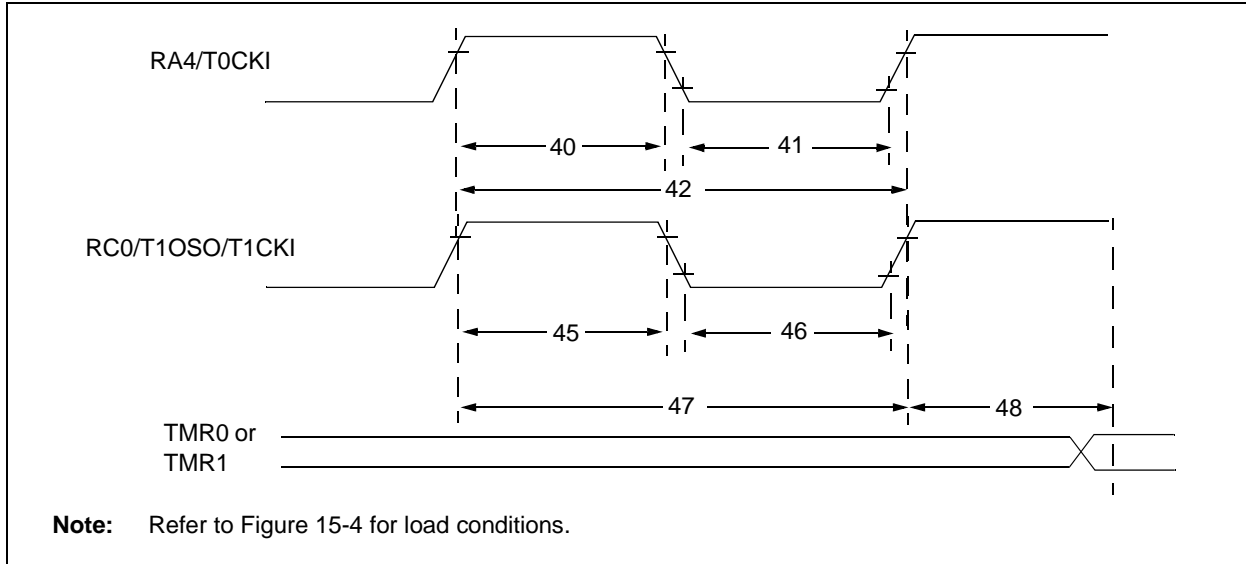 RA4/T0CKI
40
41
42
RC0/T1OSO/T1CKI
45
46
47
48
TMR0 or
TMR1
Note: Refer to Figure 15-4 for load conditions.